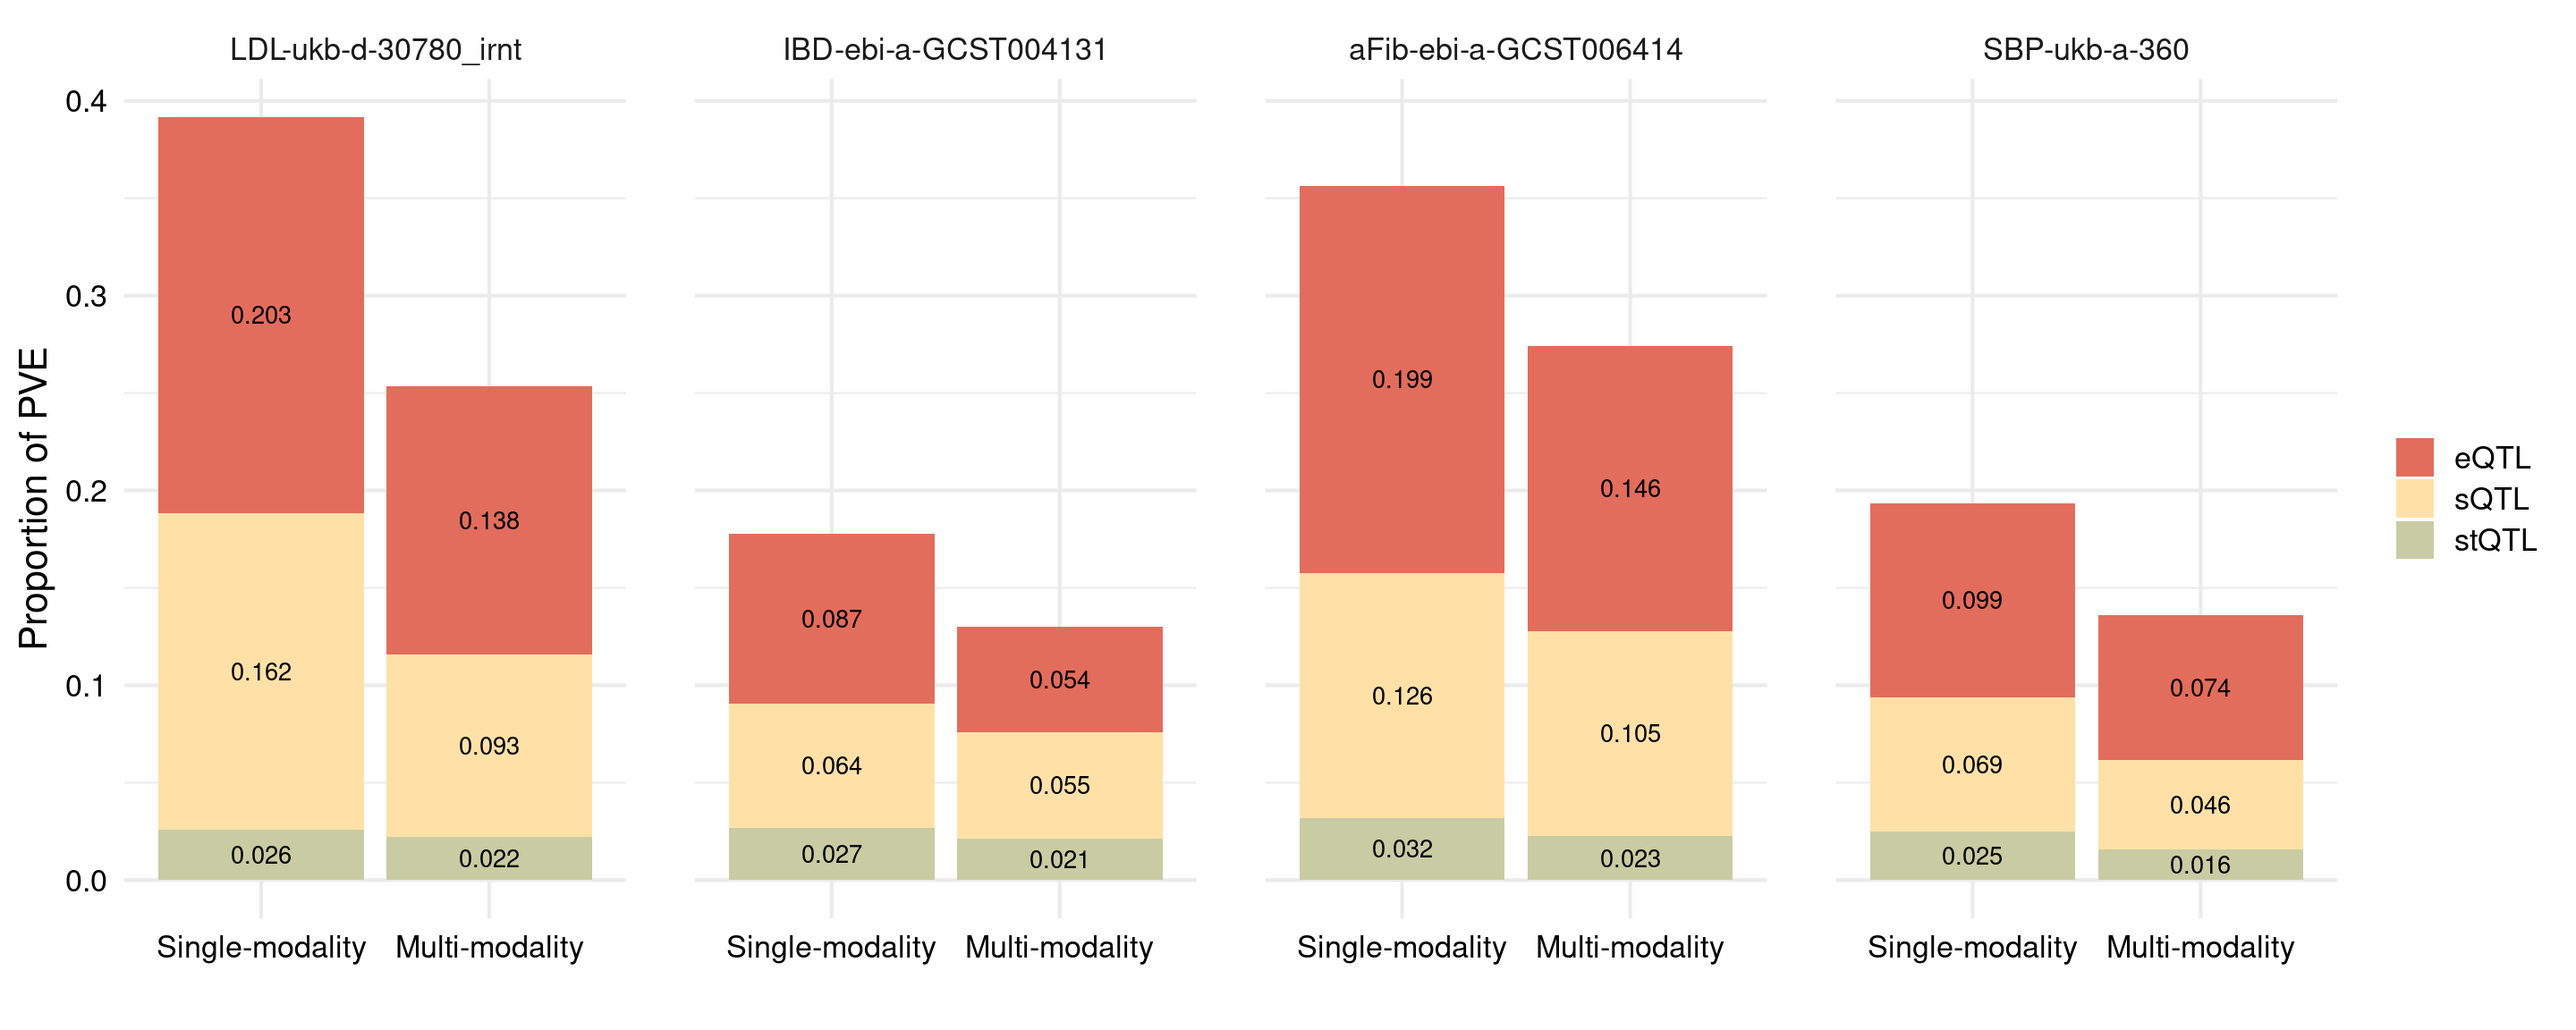 LDL-ukb-d-30780_irnt
IBD-ebi-a-GCST004131
aFib-ebi-a-GCST006414
SBP-ukb-a-360
Proportion of PVE
0.4
0.3
0.2
0.1
0.0
0.203
0.162
0.026
0.138
0.093
0.022
0.087
0.064
0.027
0.054
0.055
0.021
0.199
0.126
0.032
0.146
0.105
0.023
0.099
0.069
0.025
0.074
0.046
0.016
Single-modality
Multi-modality
Single-modality
Multi-modality
Single-modality
Multi-modality
Single-modality
Multi-modality
eQTL
sQTL
stQTL